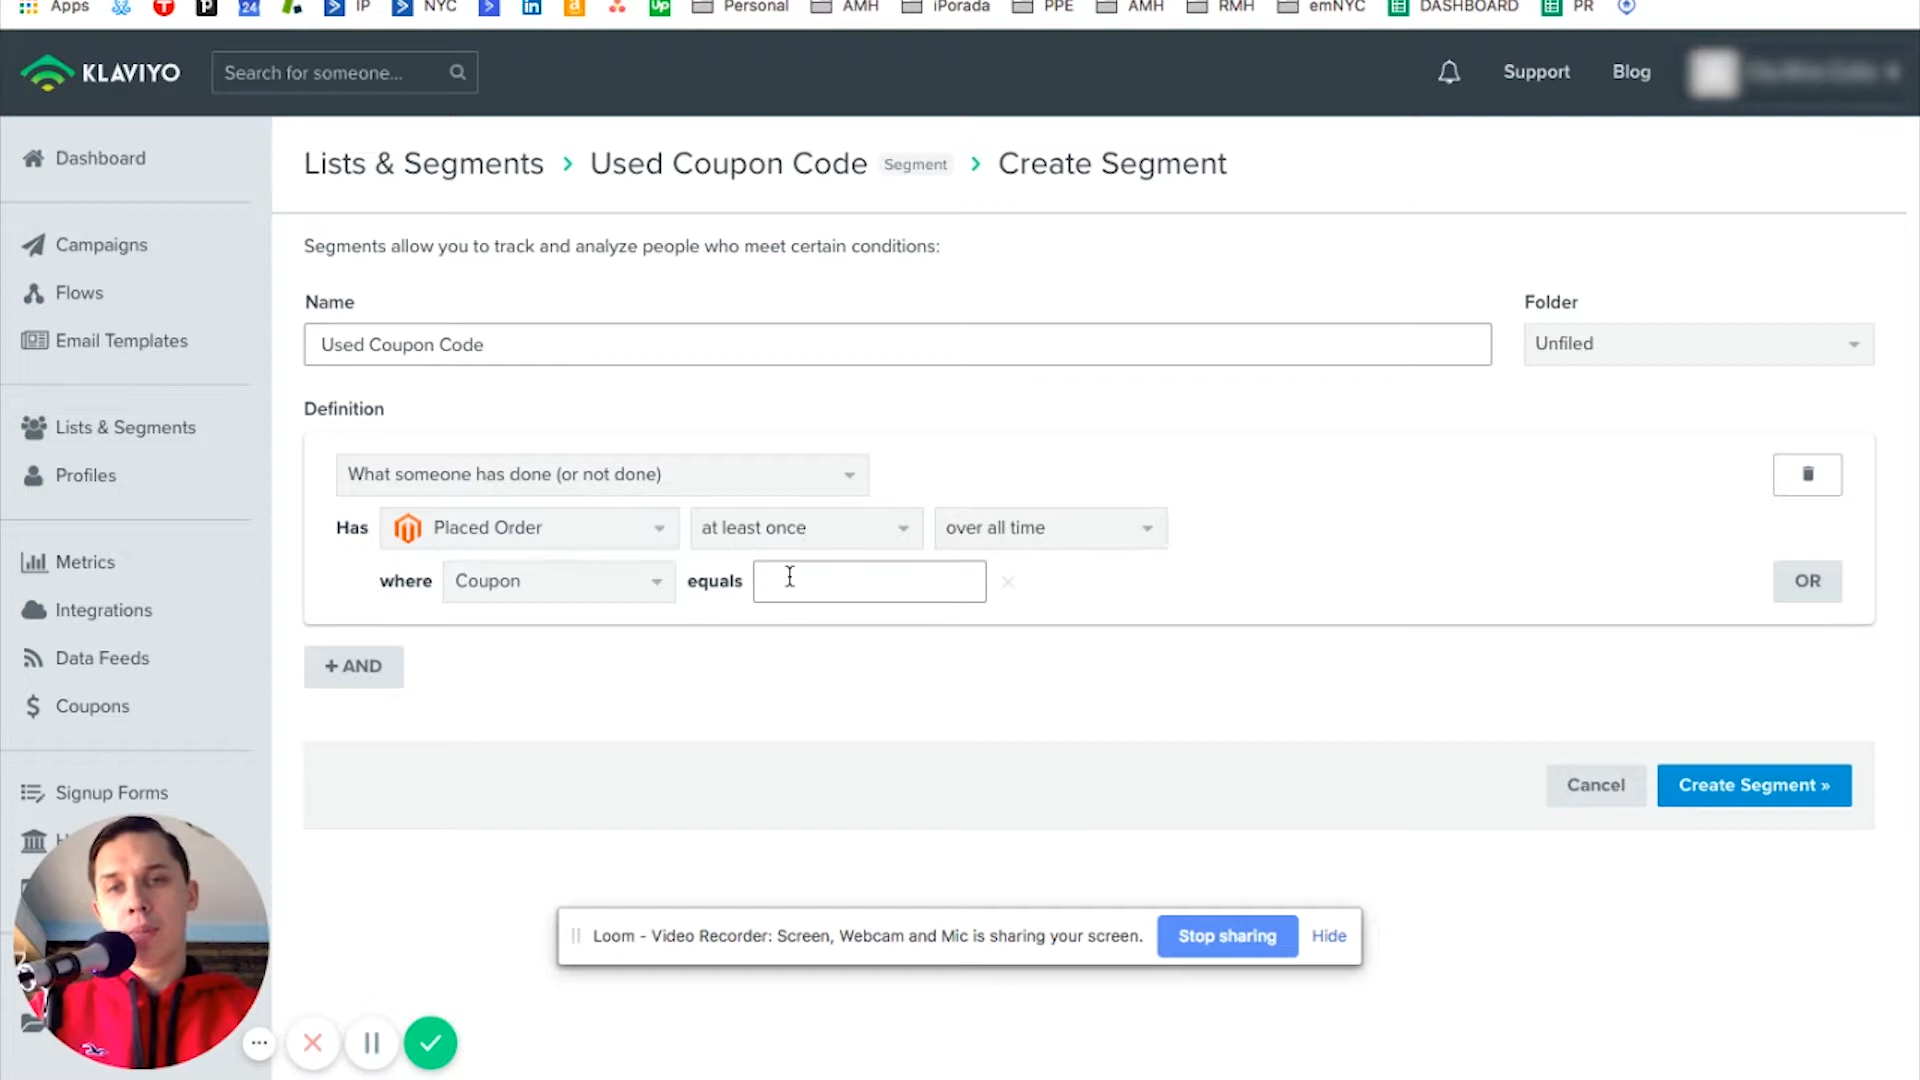 Apps 24 IP NYC in a Up Personal AMH iPorada PPE AMH RMH emNYC DASHBOARD PR
KLAVIYO Search for someone... Support Blog
Dashboard
Campaigns
Flows
Email Templates
Lists & Segments
Profiles
Metrics
Integrations
Data Feeds
Coupons
Signup Forms
Lists & Segments > Used Coupon Code Segment > Create Segment
Segments allow you to track and analyze people who meet certain conditions:
Name Folder
Used Coupon Code Unfiled
Definition
What someone has done (or not done)
Has Placed Order at least once over all time
where Coupon equals OR
+ AND
Cancel Create Segment »
Loom - Video Recorder: Screen, Webcam and Mic is sharing your screen. Stop sharing Hide